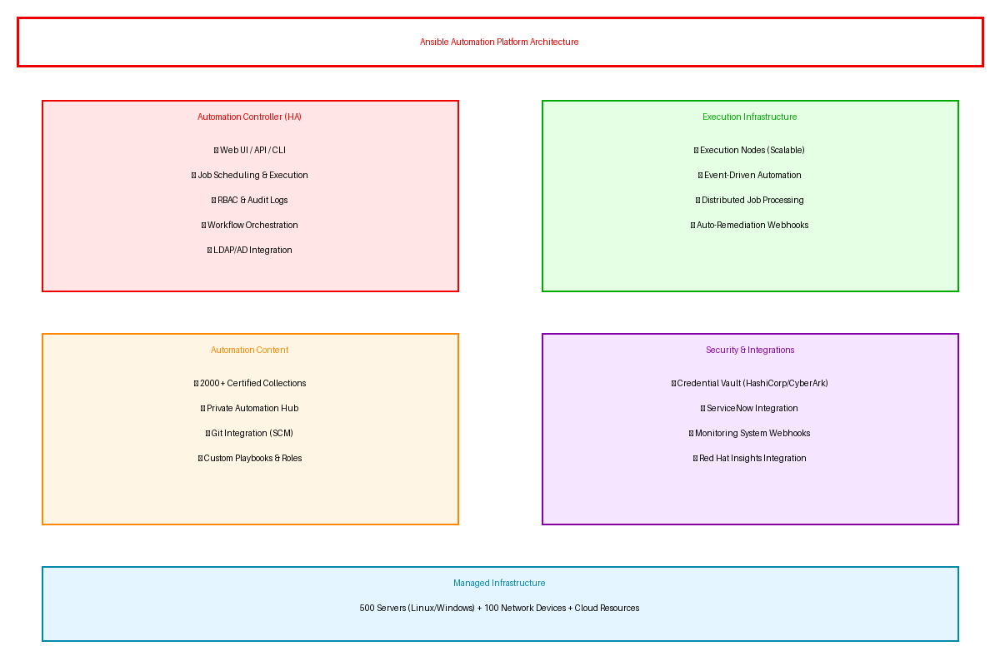 Ansible Automation Platform Architecture
Automation Controller (HA)
Web UI / API / CLI
Job Scheduling & Execution
RBAC & Audit Logs
Workflow Orchestration
LDAP/AD Integration
Execution Infrastructure
Execution Nodes (Scalable)
Event-Driven Automation
Distributed Job Processing
Auto-Remediation Webhooks
Automation Content
2000+ Certified Collections
Private Automation Hub
Git Integration (SCM)
Custom Playbooks & Roles
Security & Integrations
Credential Vault (HashiCorp/CyberArk)
ServiceNow Integration
Monitoring System Webhooks
Red Hat Insights Integration
Managed Infrastructure
500 Servers (Linux/Windows) + 100 Network Devices + Cloud Resources